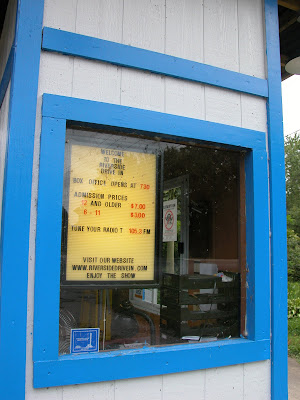 WELCOME
TO THE
RIVERSIDE
DRIVE IN
BOX OFFICE OPENS AT 7:30
ADMISSION PRICES
12 AND OLDER $7.00
6 - 11 $3.50
TUNE YOUR RADIO T 105.3 FM
VISIT OUR WEBSITE
WWW.RIVERSIDEDRIVEIN.COM
ENJOY THE SHOW